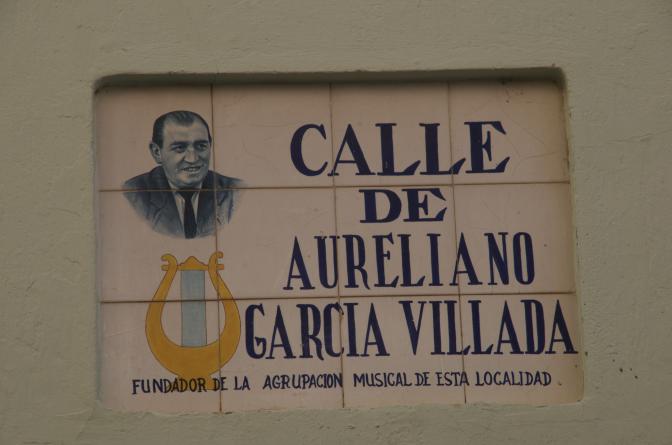 CALLE
DE
AURELIANO
GARCIA VILLADA
FUNDADOR DE LA AGRUPACION MUSICAL DE ESTA LOCALIDAD